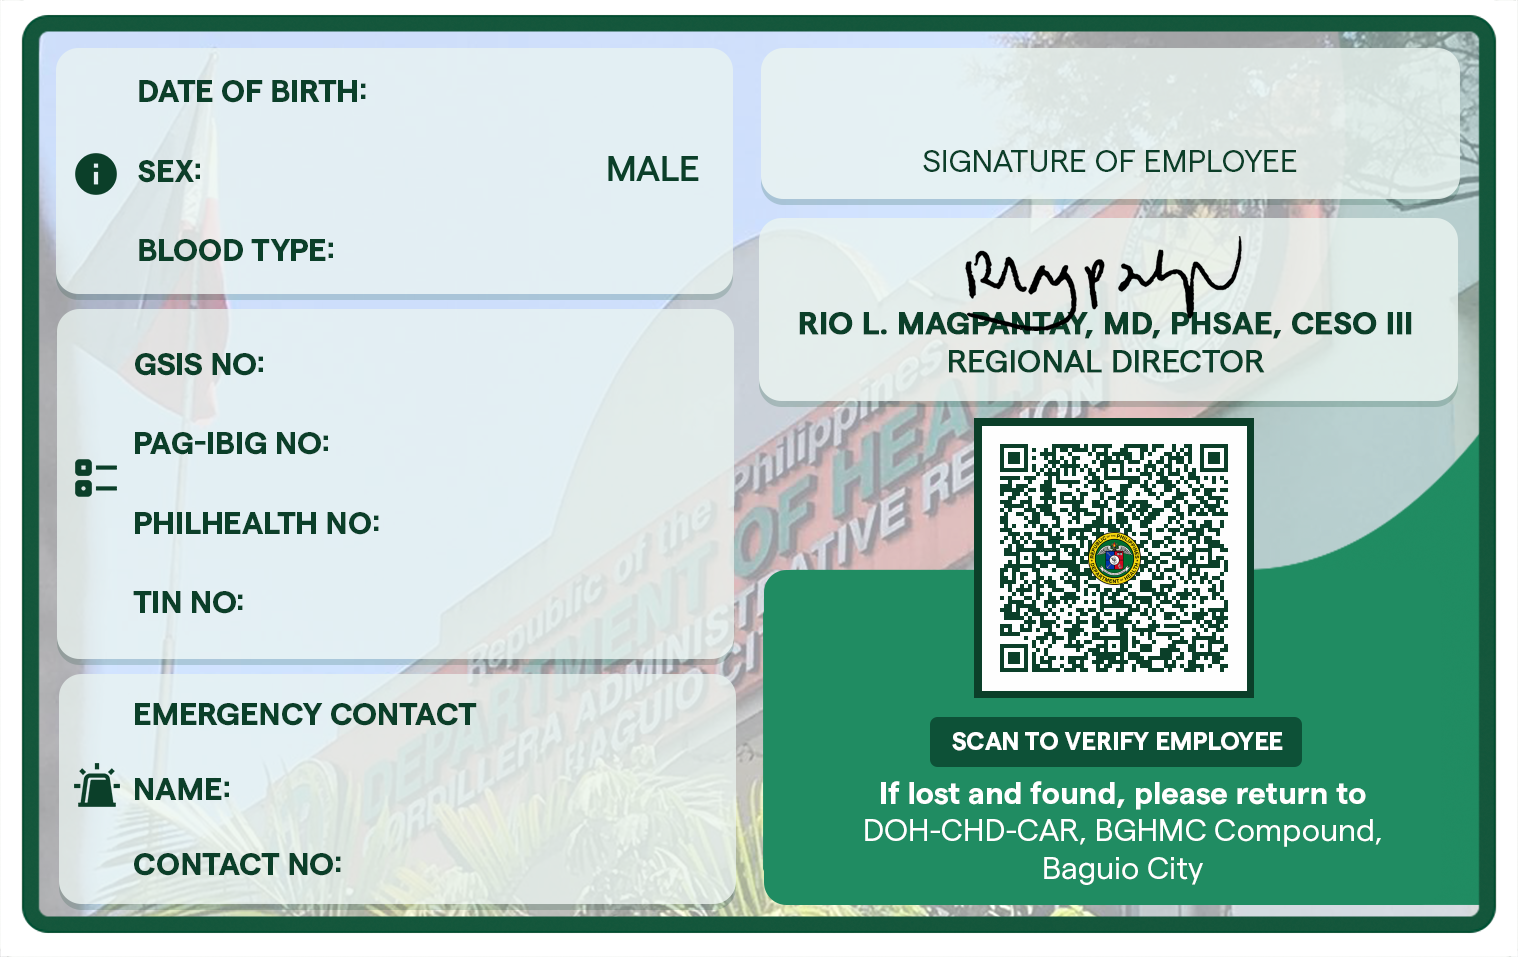 DATE OF BIRTH:
SEX: MALE
BLOOD TYPE:
GSIS NO:
PAG-IBIG NO:
PHILHEALTH NO:
TIN NO:
EMERGENCY CONTACT
NAME:
CONTACT NO:
SIGNATURE OF EMPLOYEE
RIO L. MAGPANTAY, MD, PHSAE, CESO III
REGIONAL DIRECTOR
Republic of the Philippines
DEPARTMENT OF HEALTH
CORDILLERA ADMINISTRATIVE REGION
BAGUIO CITY
SCAN TO VERIFY EMPLOYEE
If lost and found, please return to
DOH-CHD-CAR, BGHMC Compound,
Baguio City